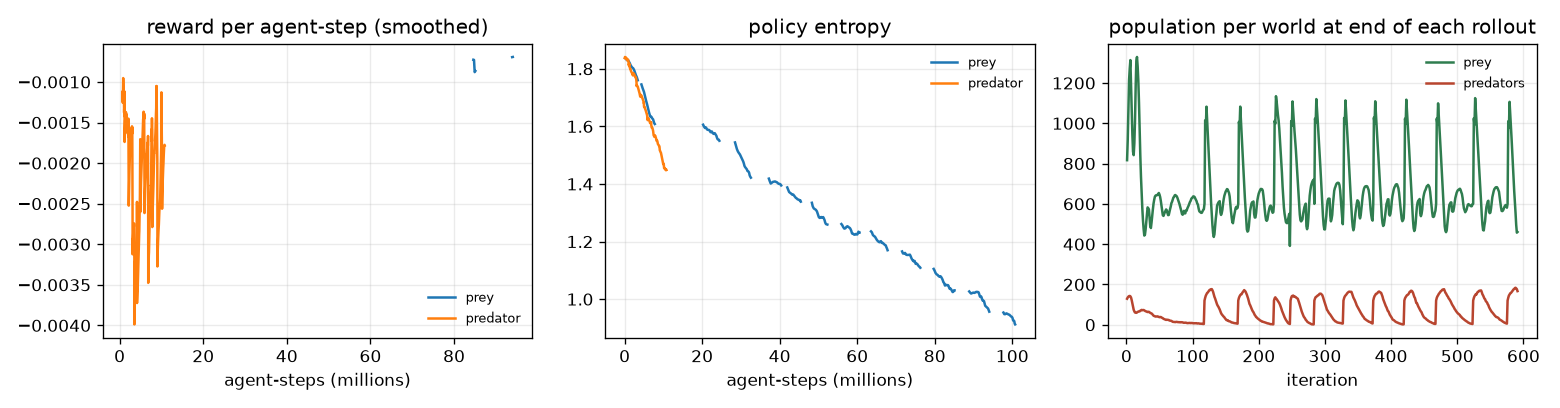 reward per agent-step (smoothed)
−0.0010
−0.0015
−0.0020
−0.0025
−0.0030
−0.0035
−0.0040
0 20 40 60 80
agent-steps (millions)
prey
predator
policy entropy
1.8
1.6
1.4
1.2
1.0
0 20 40 60 80 100
agent-steps (millions)
prey
predator
population per world at end of each rollout
1200
1000
800
600
400
200
0
0 100 200 300 400 500 600
iteration
prey
predators